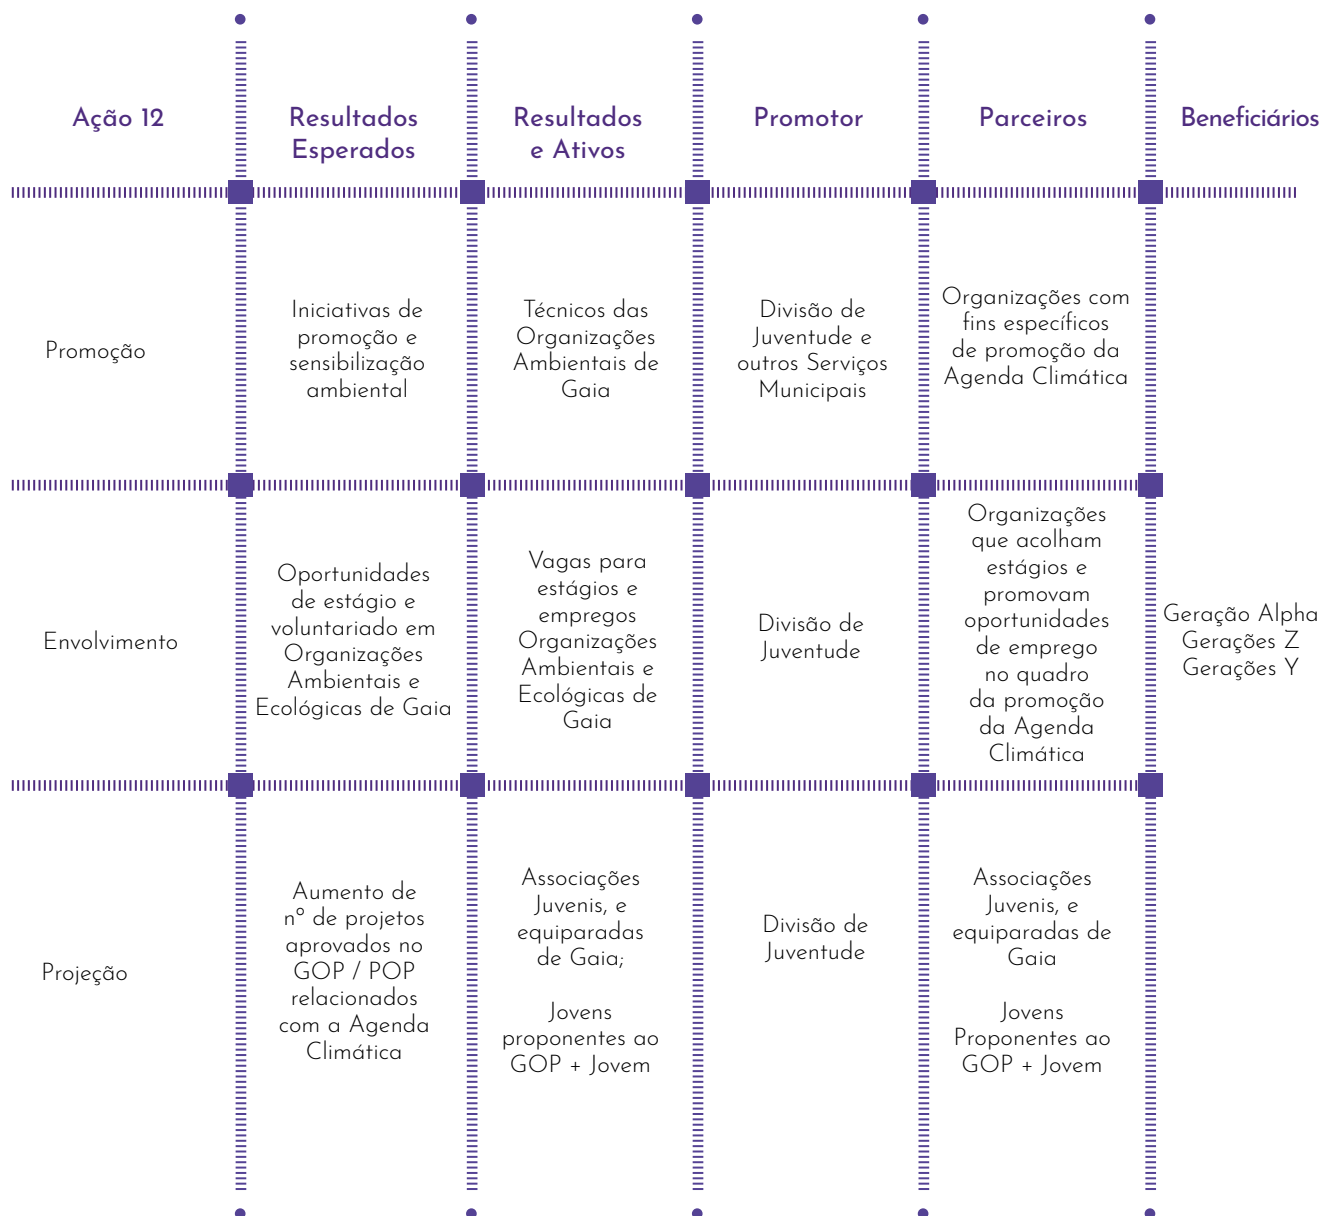 Ação 12
Resultados
Esperados
Resultados
e Ativos
Promotor
Parceiros
Beneficiários
Promoção
Iniciativas de
promoção e
sensibilização
ambiental
Técnicos das
Organizações
Ambientais de
Gaia
Divisão de
Juventude e
outros Serviços
Municipais
Organizações com
fins específicos
de promoção da
Agenda Climática
Envolvimento
Oportunidades
de estágio e
voluntariado em
Organizações
Ambientais e
Ecológicas de Gaia
Vagas para
estágios e
empregos
Organizações
Ambientais e
Ecológicas de
Gaia
Divisão de
Juventude
Organizações
que acolham
estágios e
promovam
oportunidades
de emprego
no quadro
da promoção
da Agenda
Climática
Geração Alpha
Gerações Z
Gerações Y
Projeção
Aumento de
nº de projetos
aprovados no
GOP / POP
relacionados
com a Agenda
Climática
Associações
Juvenis, e
equiparadas
de Gaia;
Jovens
proponentes ao
GOP + Jovem
Divisão de
Juventude
Associações
Juvenis, e
equiparadas de
Gaia
Jovens
Proponentes ao
GOP + Jovem